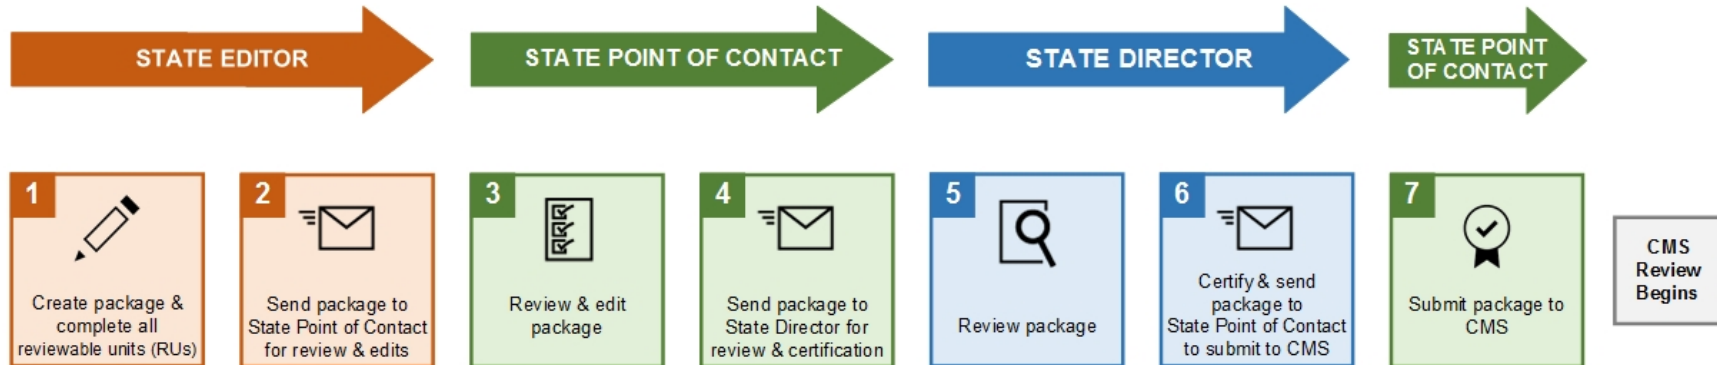 STATE EDITOR
STATE POINT OF CONTACT
STATE DIRECTOR
STATE POINT
OF CONTACT
1
Create package &
complete all
reviewable units (RUs)
2
Send package to
State Point of Contact
for review & edits
3
Review & edit
package
4
Send package to
State Director for
review & certification
5
Review package
6
Certify & send
package to
State Point of Contact
to submit to CMS
7
Submit package to
CMS
CMS
Review
Begins